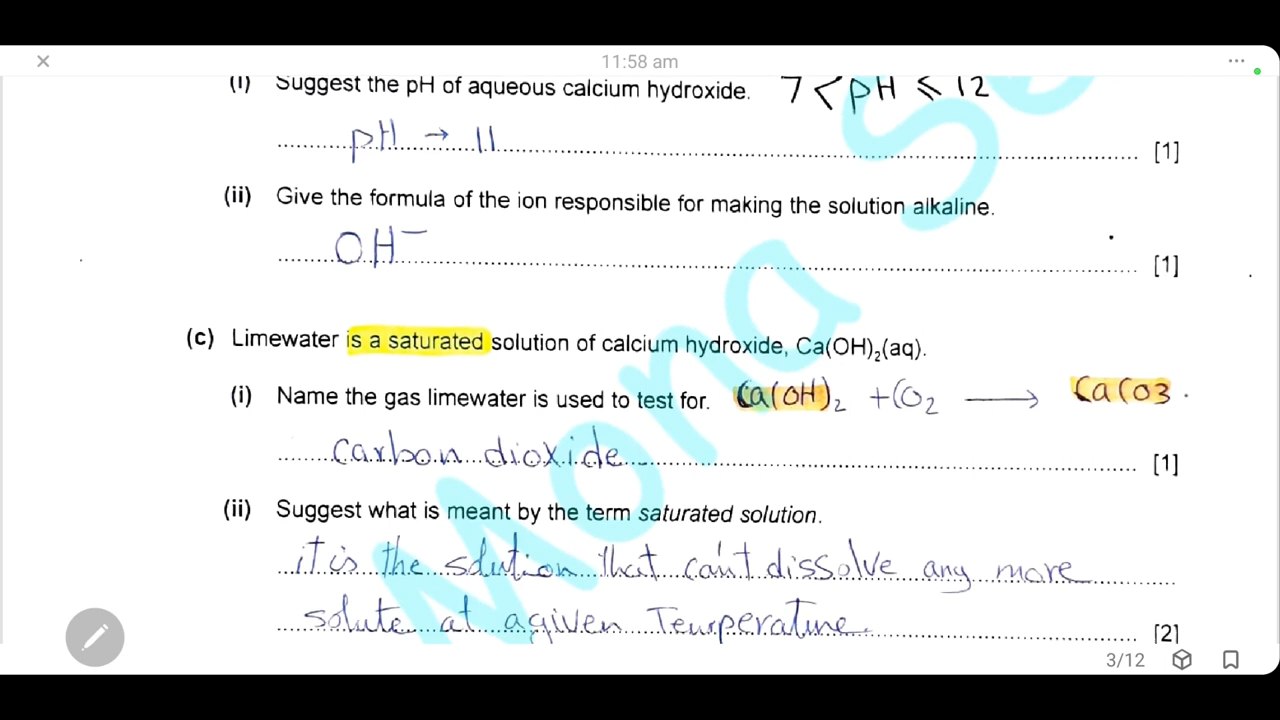 11:58 am
(i) Suggest the pH of aqueous calcium hydroxide. 7 < pH ⩽ 12
pH → 11 [1]
(ii) Give the formula of the ion responsible for making the solution alkaline.
OH⁻ [1]
(c) Limewater is a saturated solution of calcium hydroxide, Ca(OH)₂(aq).
(i) Name the gas limewater is used to test for. Ca(OH)₂ + CO₂ ⟶ CaCO3.
carbon dioxide [1]
(ii) Suggest what is meant by the term saturated solution.
it is the solution that can't dissolve any more
solute at a given Temperature. [2]
3/12